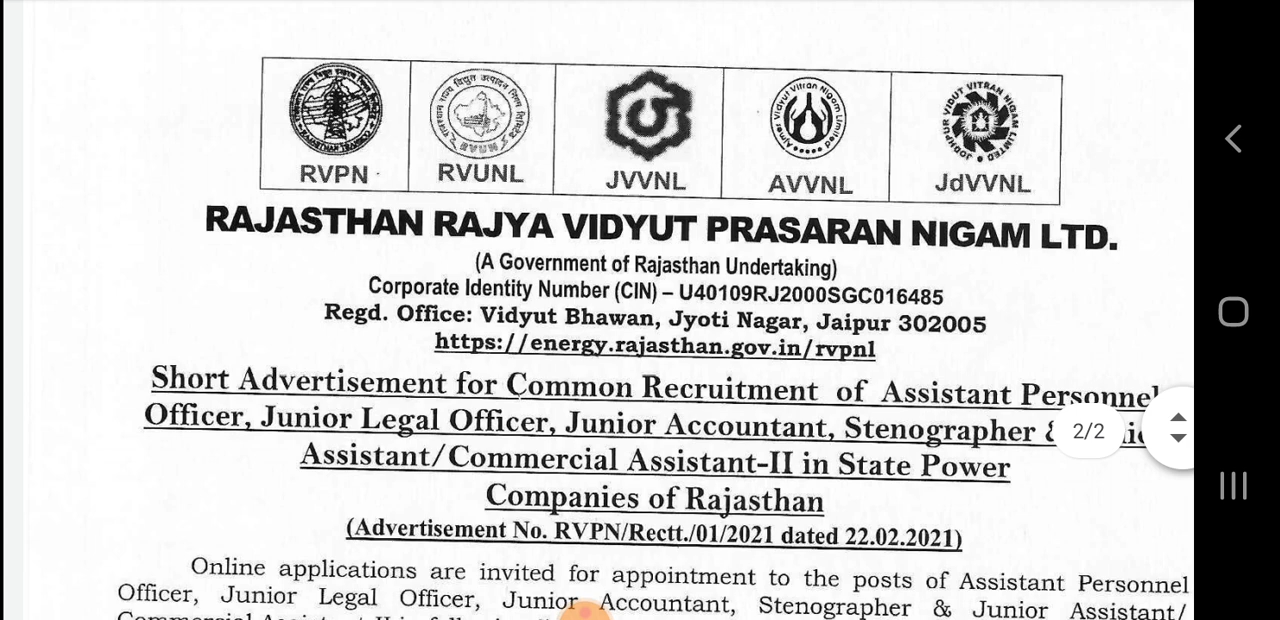 RVPN
RVUNL
JVVNL
AVVNL
JdVVNL
RAJASTHAN RAJYA VIDYUT PRASARAN NIGAM LTD.
(A Government of Rajasthan Undertaking)
Corporate Identity Number (CIN) – U40109RJ2000SGC016485
Regd. Office: Vidyut Bhawan, Jyoti Nagar, Jaipur 302005
https://energy.rajasthan.gov.in/rvpnl
Short Advertisement for Common Recruitment of Assistant Personnel
Officer, Junior Legal Officer, Junior Accountant, Stenographer &
2/2
Assistant/Commercial Assistant-II in State Power
Companies of Rajasthan
(Advertisement No. RVPN/Rectt./01/2021 dated 22.02.2021)
Online applications are invited for appointment to the posts of Assistant Personnel
Officer, Junior Legal Officer, Junior Accountant, Stenographer & Junior Assistant/